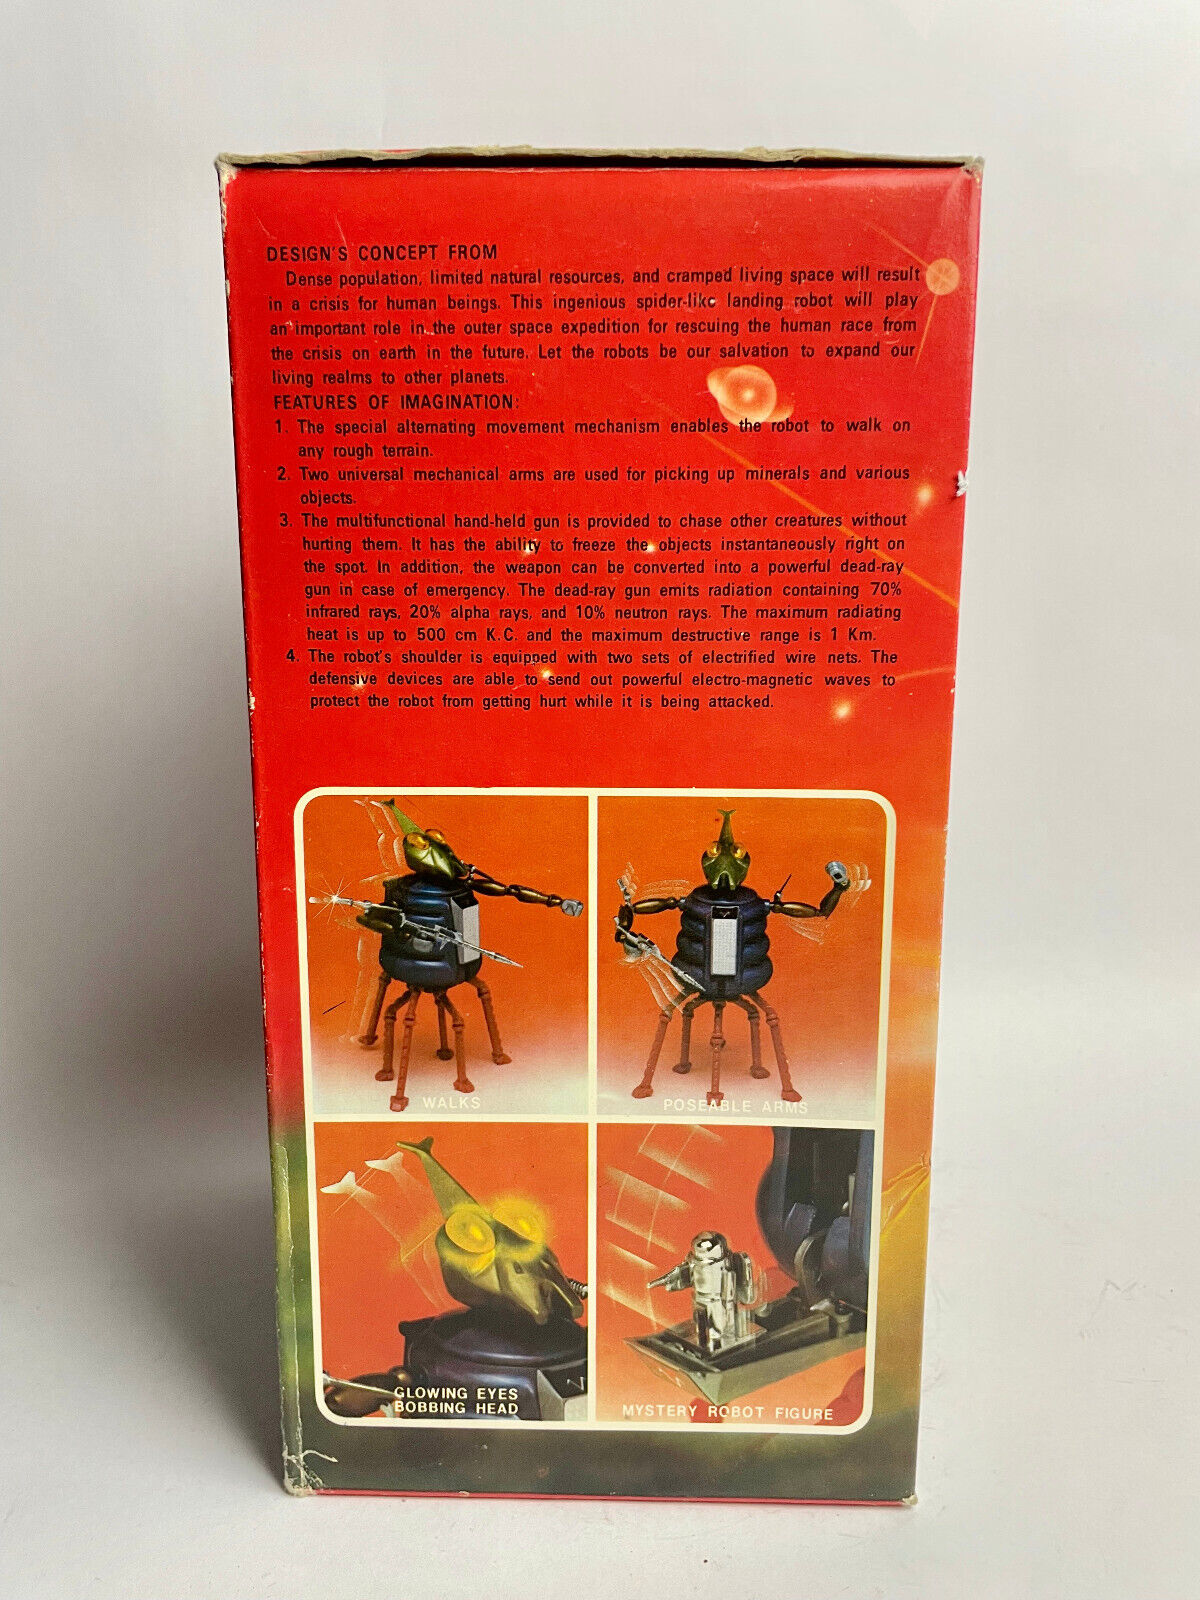 DESIGN'S CONCEPT FROM
Dense population, limited natural resources, and cramped living space will result
in a crisis for human beings. This ingenious spider-like landing robot will play
an important role in the outer space expedition for rescuing the human race from
the crisis on earth in the future. Let the robots be our salvation to expand our
living realms to other planets.
FEATURES OF IMAGINATION:
1. The special alternating movement mechanism enables the robot to walk on
any rough terrain.
2. Two universal mechanical arms are used for picking up minerals and various
objects.
3. The multifunctional hand-held gun is provided to chase other creatures without
hurting them. It has the ability to freeze the objects instantaneously right on
the spot. In addition, the weapon can be converted into a powerful dead-ray
gun in case of emergency. The dead-ray gun emits radiation containing 70%
infrared rays, 20% alpha rays, and 10% neutron rays. The maximum radiating
heat is up to 500 cm K.C. and the maximum destructive range is 1 Km.
4. The robot's shoulder is equipped with two sets of electrified wire nets. The
defensive devices are able to send out powerful electro-magnetic waves to
protect the robot from getting hurt while it is being attacked.
WALKS
POSEABLE ARMS
GLOWING EYES
BOBBING HEAD
MYSTERY ROBOT FIGURE